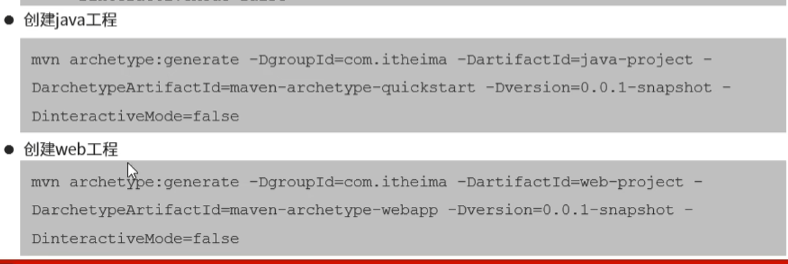 ● 创建java工程
mvn archetype:generate -DgroupId=com.itheima -DartifactId=java-project -
DarchetypeArtifactId=maven-archetype-quickstart -Dversion=0.0.1-snapshot -
DinteractiveMode=false
● 创建web工程
mvn archetype:generate -DgroupId=com.itheima -DartifactId=web-project -
DarchetypeArtifactId=maven-archetype-webapp -Dversion=0.0.1-snapshot -
DinteractiveMode=false